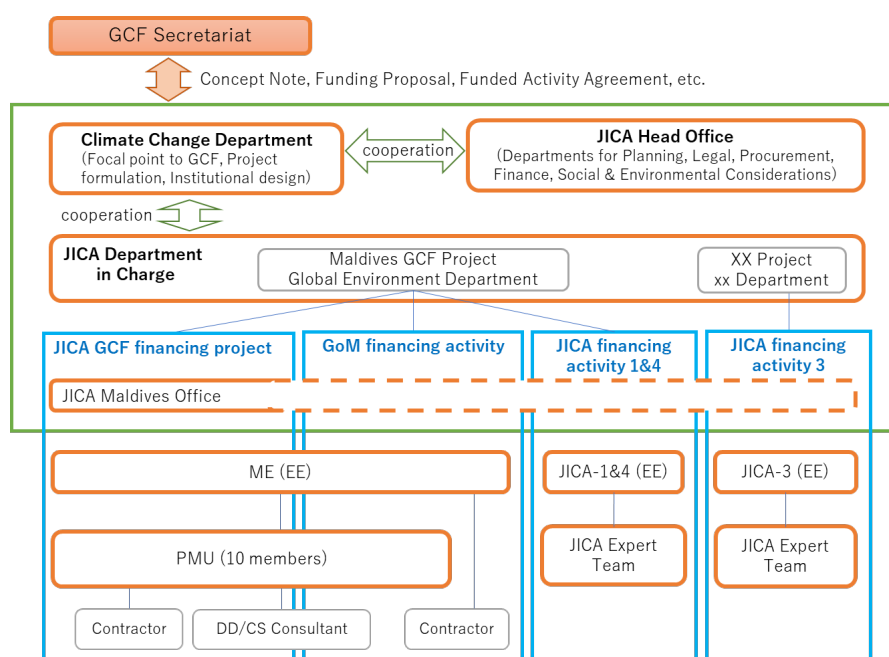 GCF Secretariat
Concept Note, Funding Proposal, Funded Activity Agreement, etc.
Climate Change Department
(Focal point to GCF, Project
formulation, Institutional design)
cooperation
JICA Head Office
(Departments for Planning, Legal, Procurement,
Finance, Social & Environmental Considerations)
cooperation
JICA Department
in Charge
Maldives GCF Project
Global Environment Department
XX Project
xx Department
JICA GCF financing project
GoM financing activity
JICA financing
activity 1&4
JICA financing
activity 3
JICA Maldives Office
ME (EE)
JICA-1&4 (EE)
JICA-3 (EE)
PMU (10 members)
JICA Expert
Team
JICA Expert
Team
Contractor
DD/CS Consultant
Contractor